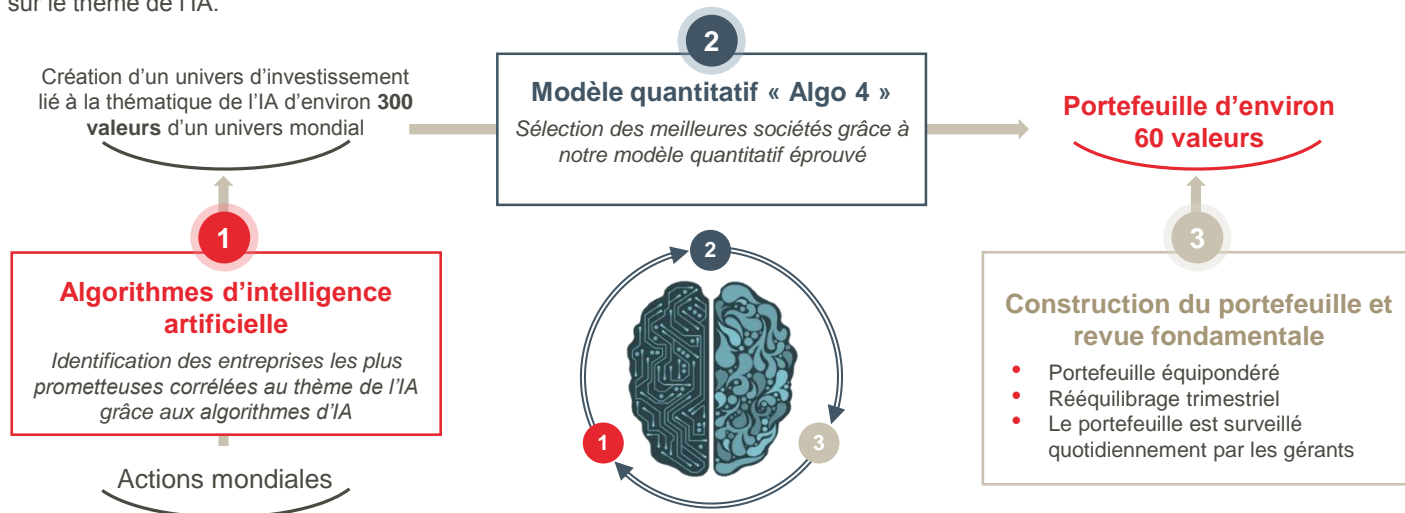 sur le thème de l'IA.
2
Création d'un univers d'investissement
lié à la thématique de l'IA d'environ 300
valeurs d'un univers mondial
Modèle quantitatif « Algo 4 »
Sélection des meilleures sociétés grâce à
notre modèle quantitatif éprouvé
Portefeuille d'environ
60 valeurs
1
Algorithmes d'intelligence
artificielle
Identification des entreprises les plus
prometteuses corrélées au thème de l'IA
grâce aux algorithmes d'IA
Actions mondiales
2
1
3
3
Construction du portefeuille et
revue fondamentale
• Portefeuille équipondéré
• Rééquilibrage trimestriel
• Le portefeuille est surveillé
quotidiennement par les gérants